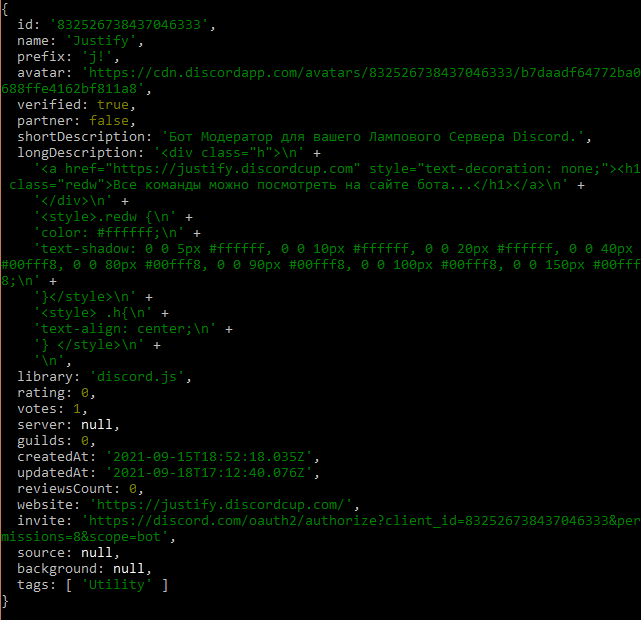 {
  id: '832526738437046333',
  name: 'Justify',
  prefix: 'j!',
  avatar: 'https://cdn.discordapp.com/avatars/832526738437046333/b7daadf64772ba0
688ffe4162bf811a8',
  verified: true,
  partner: false,
  shortDescription: 'Бот Модератор для вашего Лампового Сервера Discord.',
  longDescription: '<div class="h">\n' +
    '<a href="https://justify.discordcup.com" style="text-decoration: none;"><h1
 class="redw">Все команды можно посмотреть на сайте бота...</h1></a>\n' +
    '</div>\n' +
    '<style>.redw {\n' +
    'color: #ffffff;\n' +
    'text-shadow: 0 0 5px #ffffff, 0 0 10px #ffffff, 0 0 20px #ffffff, 0 0 40px
#00fff8, 0 0 80px #00fff8, 0 0 90px #00fff8, 0 0 100px #00fff8, 0 0 150px #00fff
8;\n' +
    '}</style>\n' +
    '<style> .h{\n' +
    'text-align: center;\n' +
    '} </style>\n' +
    '\n',
  library: 'discord.js',
  rating: 0,
  votes: 1,
  server: null,
  guilds: 0,
  createdAt: '2021-09-15T18:52:18.035Z',
  updatedAt: '2021-09-18T17:12:40.076Z',
  reviewsCount: 0,
  website: 'https://justify.discordcup.com/',
  invite: 'https://discord.com/oauth2/authorize?client_id=832526738437046333&per
missions=8&scope=bot',
  source: null,
  background: null,
  tags: [ 'Utility' ]
}